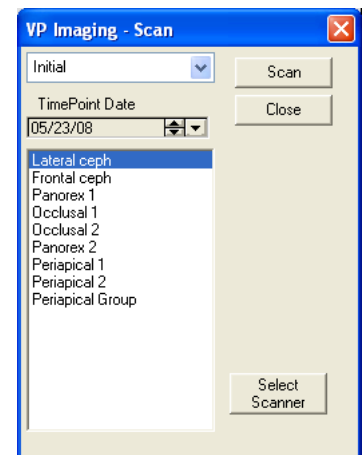 VP Imaging - Scan
Initial
Scan
TimePoint Date
Close
05/23/08
Lateral ceph
Frontal ceph
Panorex 1
Occlusal 1
Occlusal 2
Panorex 2
Periapical 1
Periapical 2
Periapical Group
Select
Scanner